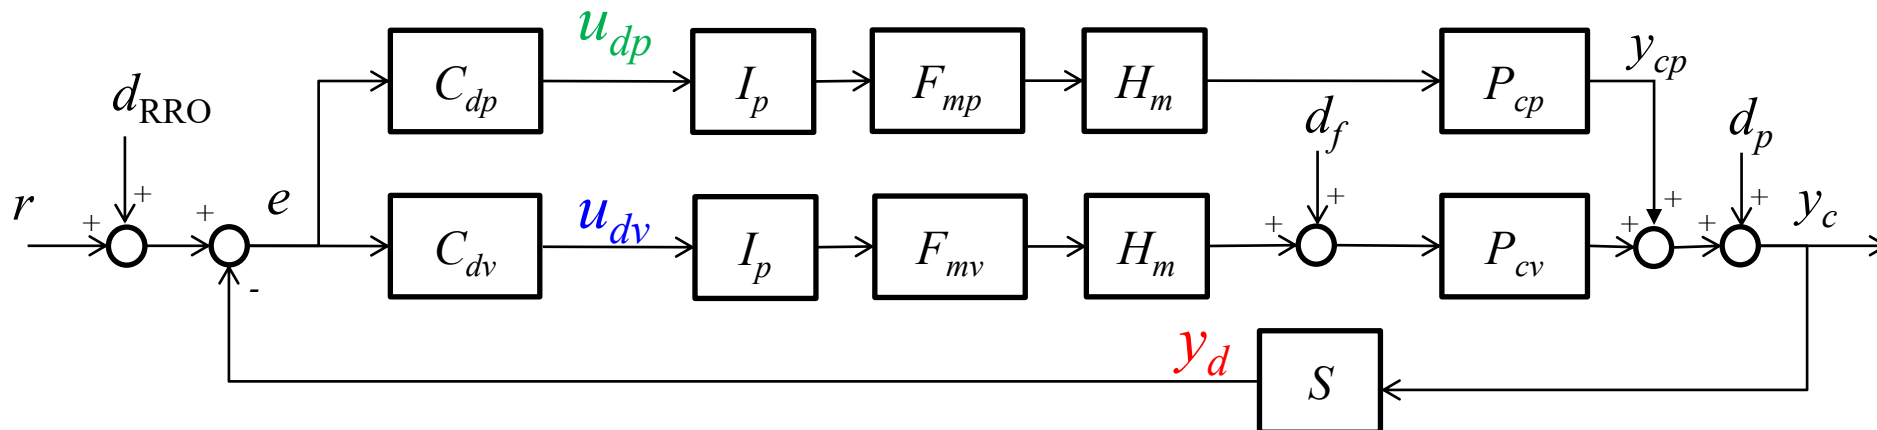 C_dp u_dp I_p F_mp H_m P_cp y_cp
d_RRO d_f d_p
r + + + e C_dv u_dv I_p F_mv H_m + + P_cv + + + + y_c
-
y_d S